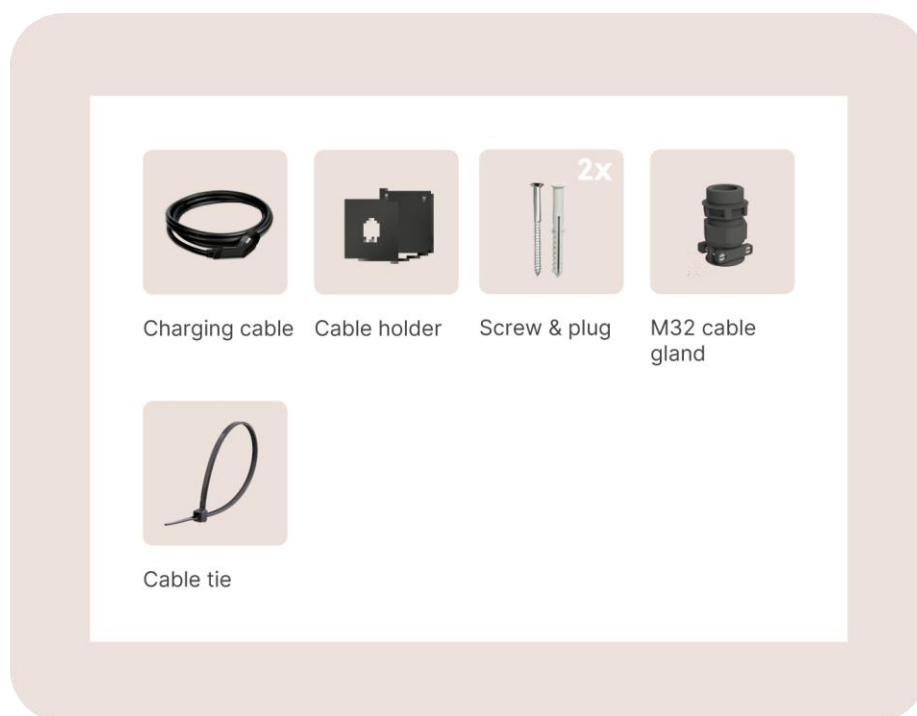 2x
Charging cable
Cable holder
Screw & plug
M32 cable
gland
Cable tie